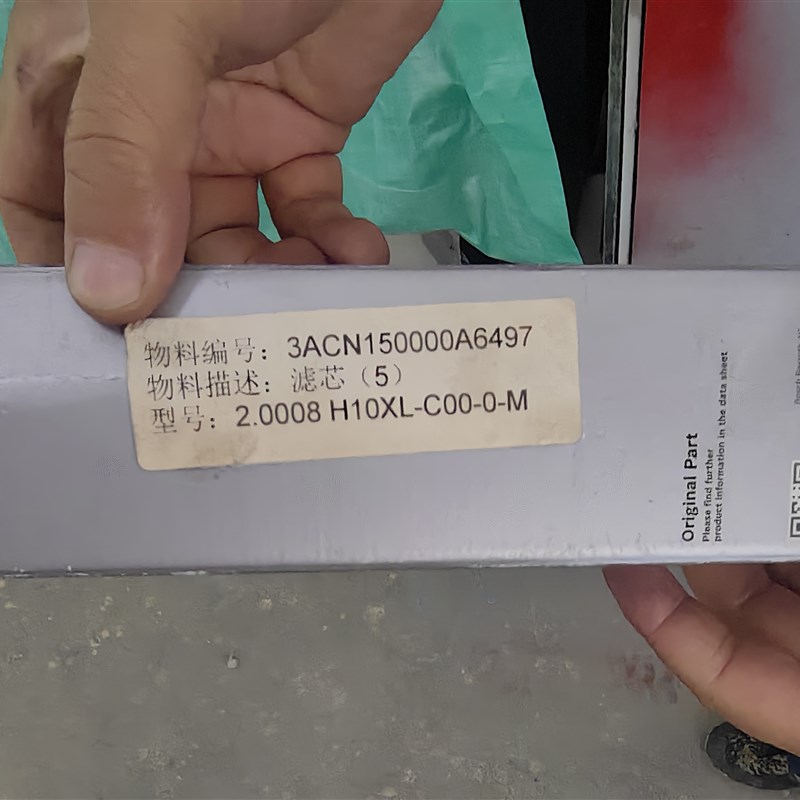 物料编号：3ACN150000A6497
物料描述：滤芯（5）
型号：2.0008 H10XL-C00-0-M
Original Part
Please find further
product information in the data sheet